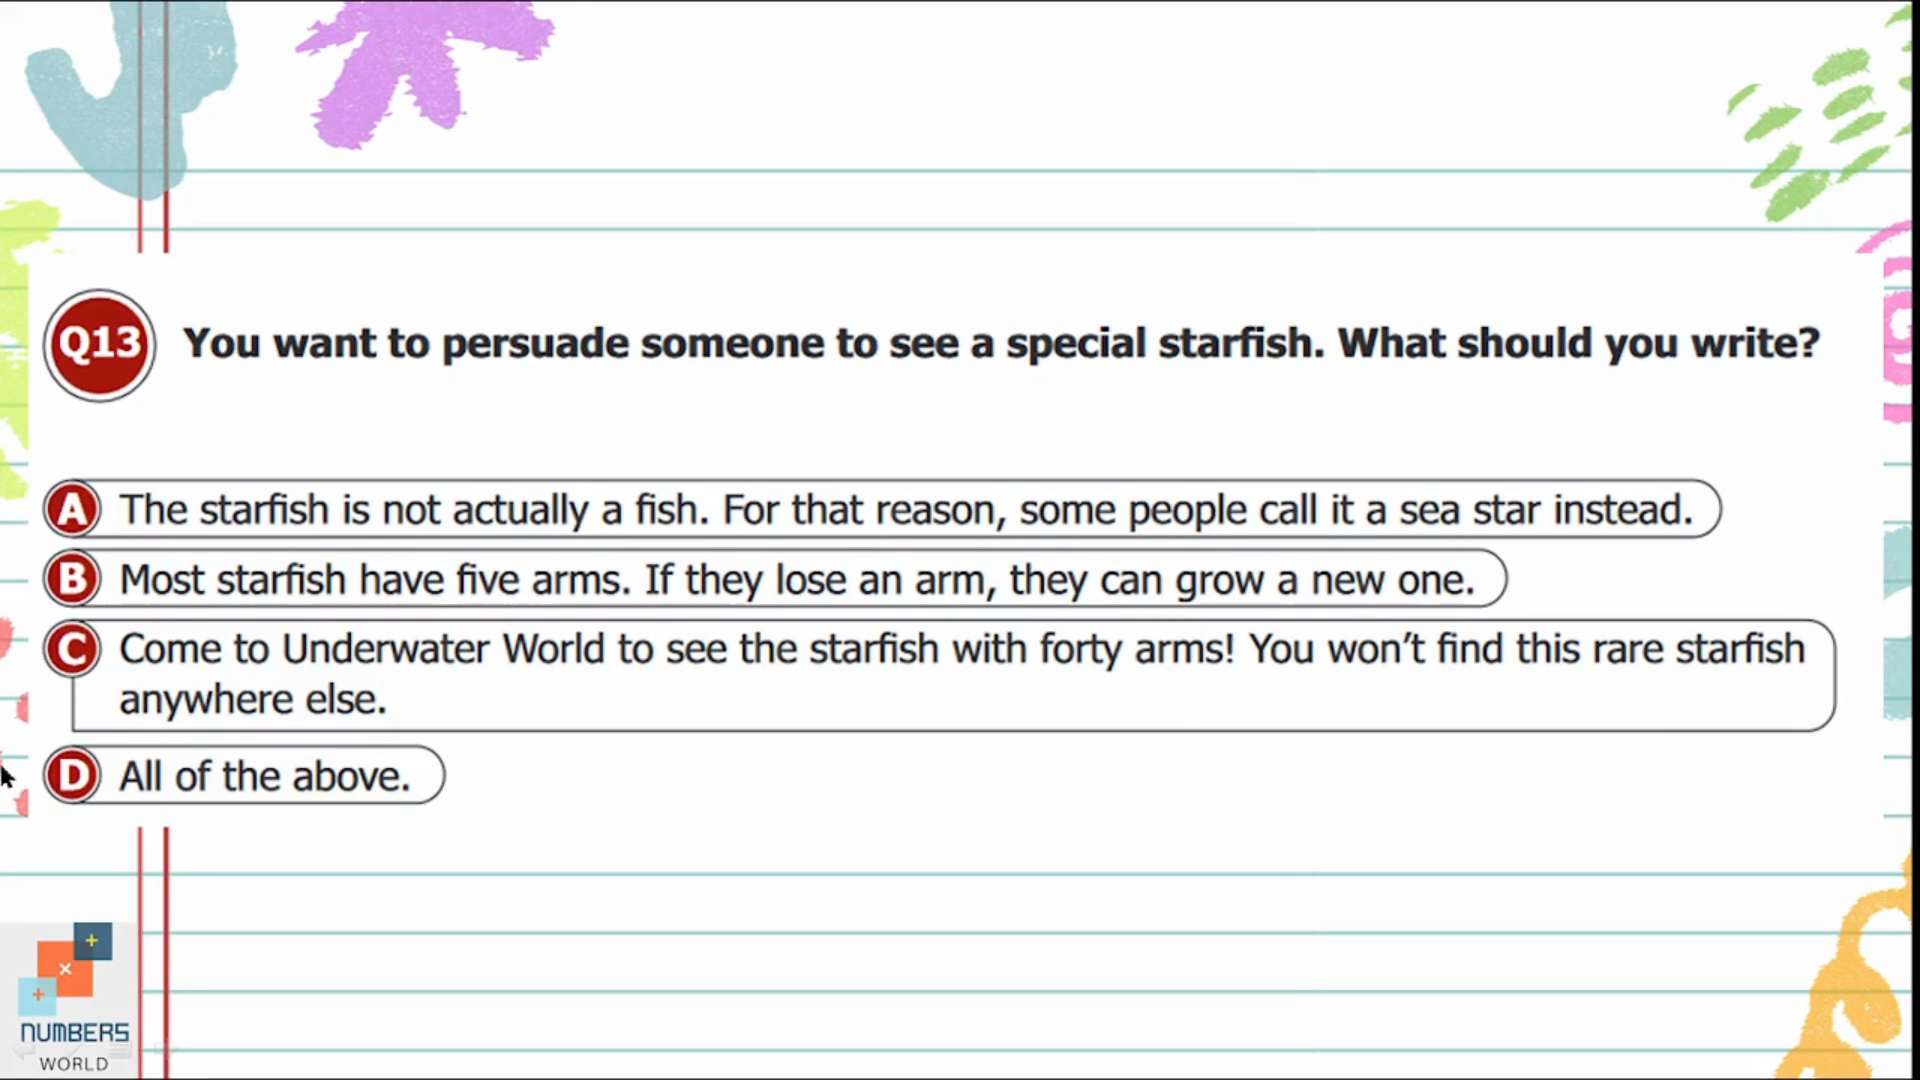 Q13 You want to persuade someone to see a special starfish. What should you write?
A The starfish is not actually a fish. For that reason, some people call it a sea star instead.
B Most starfish have five arms. If they lose an arm, they can grow a new one.
C Come to Underwater World to see the starfish with forty arms! You won’t find this rare starfish
anywhere else.
D All of the above.
NUMBERS
WORLD